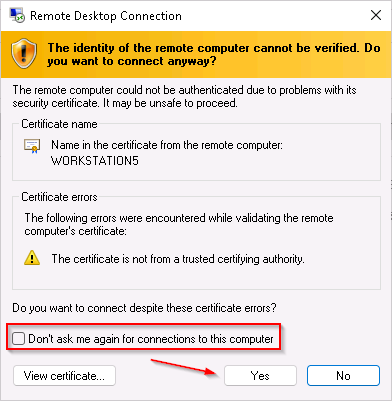 Remote Desktop Connection
The identity of the remote computer cannot be verified. Do
you want to connect anyway?
The remote computer could not be authenticated due to problems with its
security certificate. It may be unsafe to proceed.
Certificate name
Name in the certificate from the remote computer:
WORKSTATION5
Certificate errors
The following errors were encountered while validating the remote
computer's certificate:
The certificate is not from a trusted certifying authority.
Do you want to connect despite these certificate errors?
Don't ask me again for connections to this computer
View certificate...
Yes
No